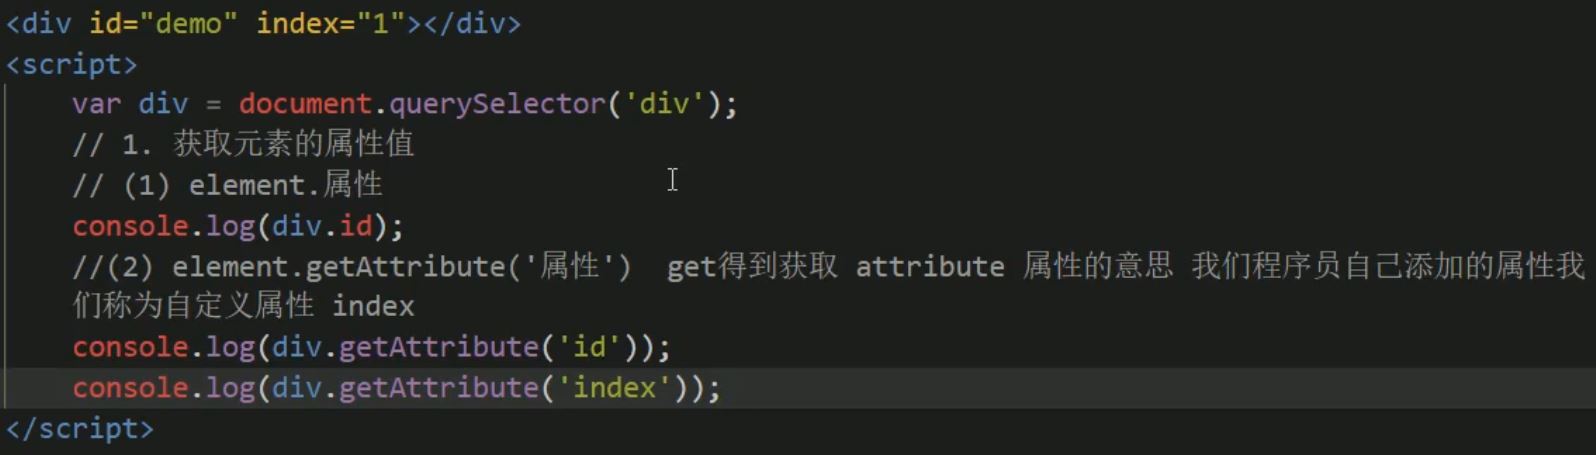 <div id="demo" index="1"></div>
<script>
var div = document.querySelector('div');
// 1. 获取元素的属性值
// (1) element.属性
console.log(div.id);
//(2) element.getAttribute('属性')  get得到获取 attribute 属性的意思 我们程序员自己添加的属性我
们称为自定义属性 index
console.log(div.getAttribute('id'));
console.log(div.getAttribute('index'));
</script>